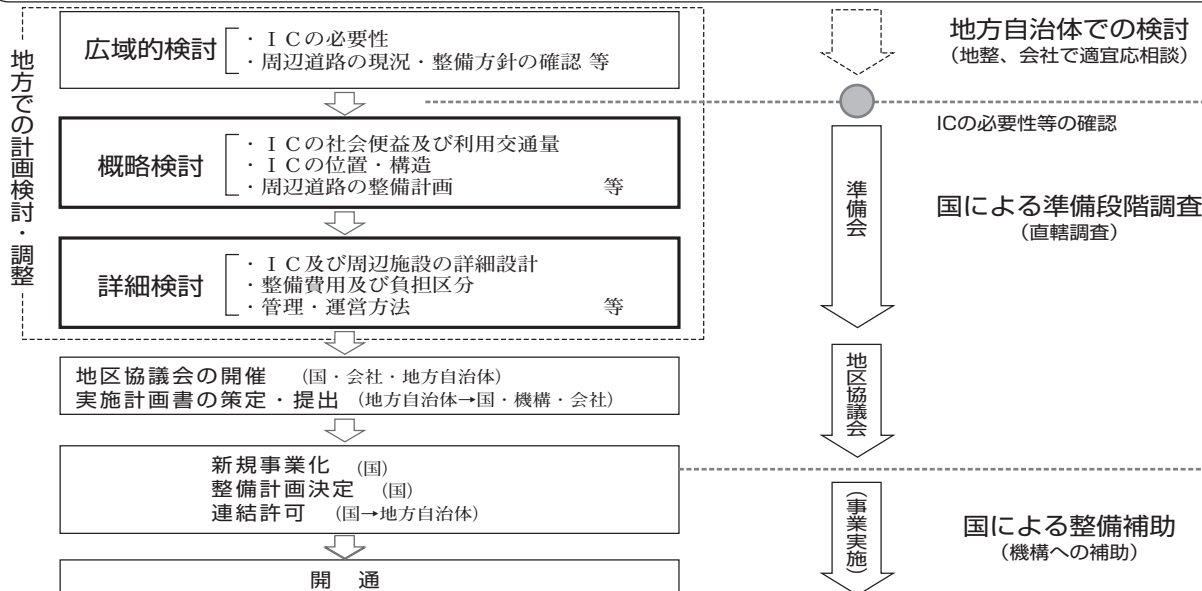 地方での計画検討・調整
広域的検討
・ＩＣの必要性
・周辺道路の現況・整備方針の確認 等
概略検討
・ＩＣの社会便益及び利用交通量
・ＩＣの位置・構造
・周辺道路の整備計画 等
詳細検討
・ＩＣ及び周辺施設の詳細設計
・整備費用及び負担区分
・管理・運営方法 等
地区協議会の開催 （国・会社・地方自治体）
実施計画書の策定・提出 （地方自治体→国・機構・会社）
新規事業化 （国）
整備計画決定 （国）
連結許可 （国→地方自治体）
開 通
準備会
地区協議会
（事業実施）
地方自治体での検討
（地整、会社で適宜応相談）
ICの必要性等の確認
国による準備段階調査
（直轄調査）
国による整備補助
（機構への補助）